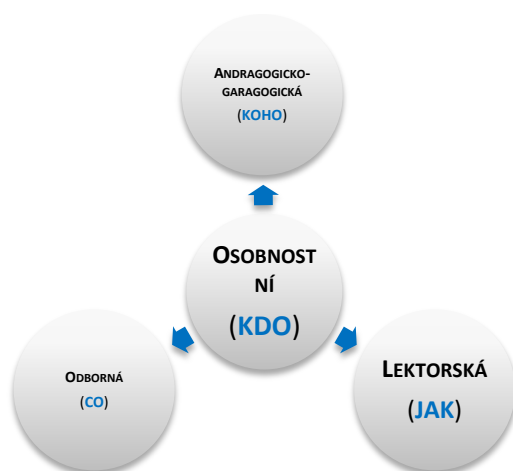 ANDRAGOGICKO-
GARAGOGICKÁ
(KOHO)
OSOBNOST
NÍ
(KDO)
ODBORNÁ
(CO)
LEKTORSKÁ
(JAK)